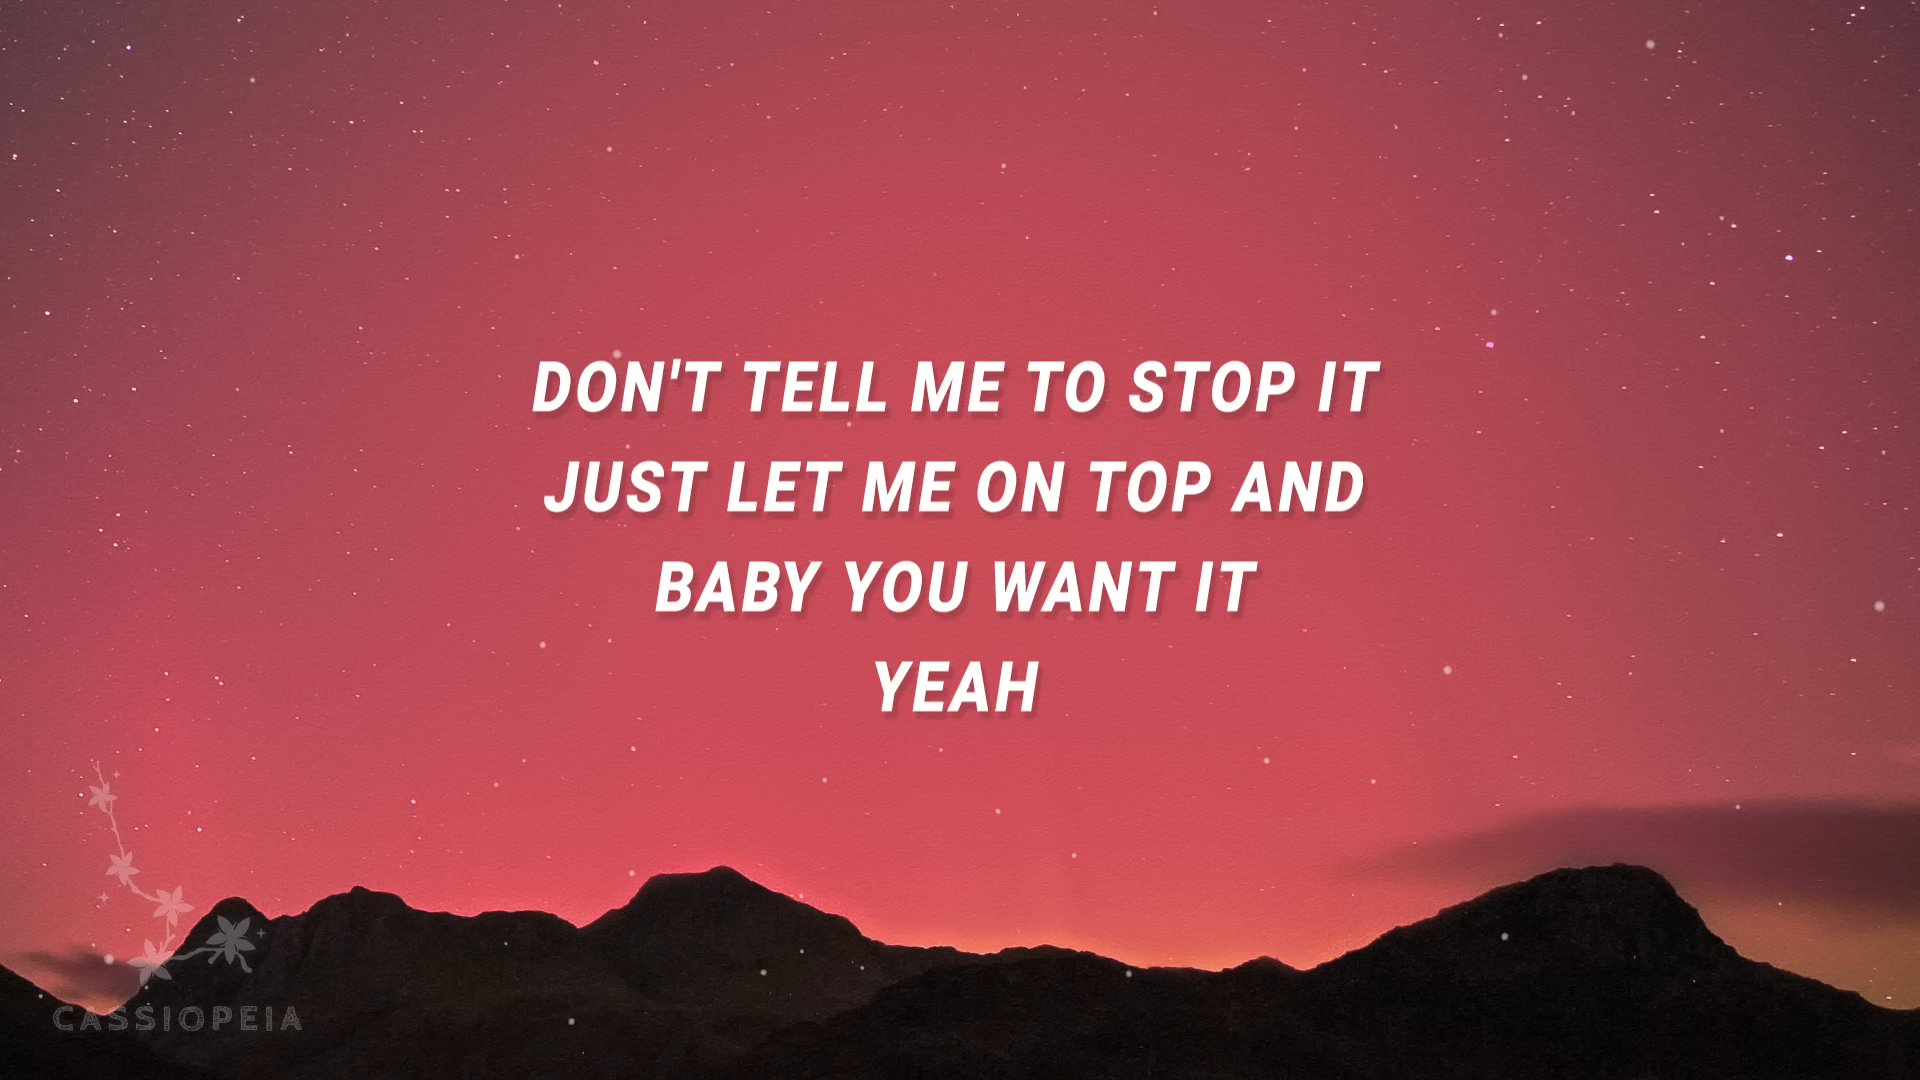 DON'T TELL ME TO STOP IT
JUST LET ME ON TOP AND
BABY YOU WANT IT
YEAH
CASSIOPEIA